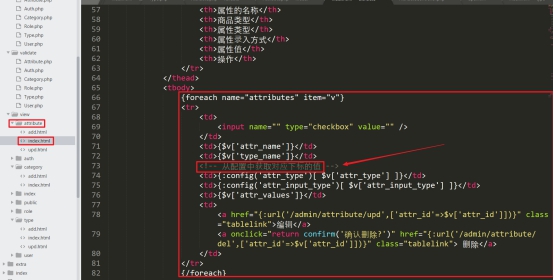 Auth.php
Category.php
Role.php
Type.php
User.php
validate
Attribute.php
Auth.php
Category.php
Role.php
Type.php
User.php
view
attribute
add.html
index.html
upd.html
auth
category
add.html
index.html
index
public
role
type
add.html
index.html
upd.html
user
extra
index
57 <th>属性的名称</th>
58 <th>商品类型</th>
59 <th>属性类型</th>
60 <th>属性录入方式</th>
61 <th>属性值</th>
62 <th>操作</th>
63 </tr>
64 </thead>
65 <tbody>
66 {foreach name="attributes" item="v"}
67 <tr>
68 <td>
69 <input name="" type="checkbox" value="" />
70 </td>
71 <td>{$v['attr_name']}</td>
72 <td>{$v['type_name']}</td>
73 <!-- 从配置中获取对应下标的值 -->
74 <td>{:config('attr_type')[ $v['attr_type'] ]}</td>
75 <td>{:config('attr_input_type')[ $v['attr_input_type'] ]}</td>
76 <td>{$v['attr_values']}</td>
77 <td>
78 <a href="{:url('/admin/attribute/upd',['attr_id'=>$v['attr_id']])}" class
="tablelink">编辑</a>
79 <a onclick="return confirm('确认删除?')" href="{:url('/admin/attribute/
del',['attr_id'=>$v['attr_id']])}" class="tablelink"> 删除</a>
80 </td>
81 </tr>
82 {/foreach}